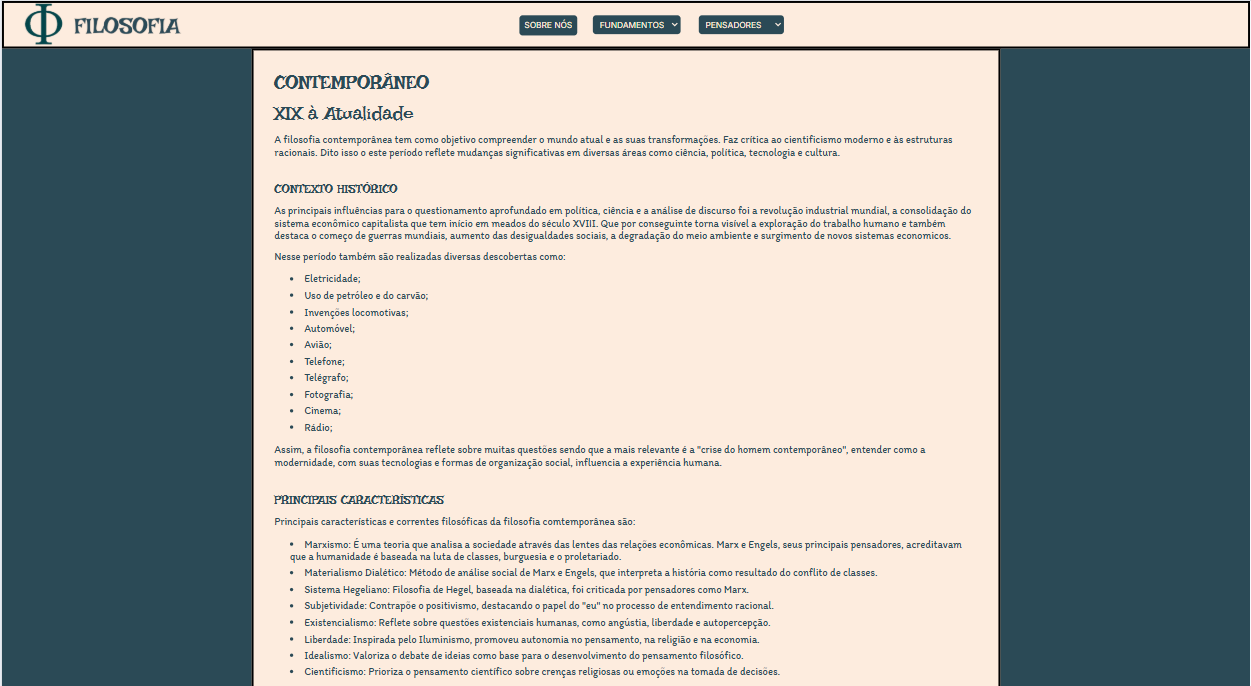 Φ FILOSOFIA
SOBRE NÓS FUNDAMENTOS PENSADORES
CONTEMPORÂNEO
XIX à Atualidade
A filosofia contemporânea tem como objetivo compreender o mundo atual e as suas transformações. Faz crítica ao cientificismo moderno e às estruturas
racionais. Dito isso o este período reflete mudanças significativas em diversas áreas como ciência, política, tecnologia e cultura.
CONTEXTO HISTÓRICO
As principais influências para o questionamento aprofundado em política, ciência e a análise de discurso foi a revolução industrial mundial, a consolidação do
sistema econômico capitalista que tem início em meados do século XVIII. Que por conseguinte torna visível a exploração do trabalho humano e também
destaca o começo de guerras mundiais, aumento das desigualdades sociais, a degradação do meio ambiente e surgimento de novos sistemas economicos.
Nesse período também são realizadas diversas descobertas como:
• Eletricidade;
• Uso de petróleo e do carvão;
• Invenções locomotivas;
• Automóvel;
• Avião;
• Telefone;
• Telégrafo;
• Fotografia;
• Cinema;
• Rádio;
Assim, a filosofia contemporânea reflete sobre muitas questões sendo que a mais relevante é a "crise do homem contemporâneo", entender como a
modernidade, com suas tecnologias e formas de organização social, influencia a experiência humana.
PRINCIPAIS CARACTERÍSTICAS
Principais características e correntes filosóficas da filosofia comtemporânea são:
• Marxismo: É uma teoria que analisa a sociedade através das lentes das relações econômicas. Marx e Engels, seus principais pensadores, acreditavam
que a humanidade é baseada na luta de classes, burguesia e o proletariado.
• Materialismo Dialético: Método de análise social de Marx e Engels, que interpreta a história como resultado do conflito de classes.
• Sistema Hegeliano: Filosofia de Hegel, baseada na dialética, foi criticada por pensadores como Marx.
• Subjetividade: Contrapõe o positivismo, destacando o papel do "eu" no processo de entendimento racional.
• Existencialismo: Reflete sobre questões existenciais humanas, como angústia, liberdade e autopercepção.
• Liberdade: Inspirada pelo Iluminismo, promoveu autonomia no pensamento, na religião e na economia.
• Idealismo: Valoriza o debate de ideias como base para o desenvolvimento do pensamento filosófico.
• Cientificismo: Prioriza o pensamento científico sobre crenças religiosas ou emoções na tomada de decisões.